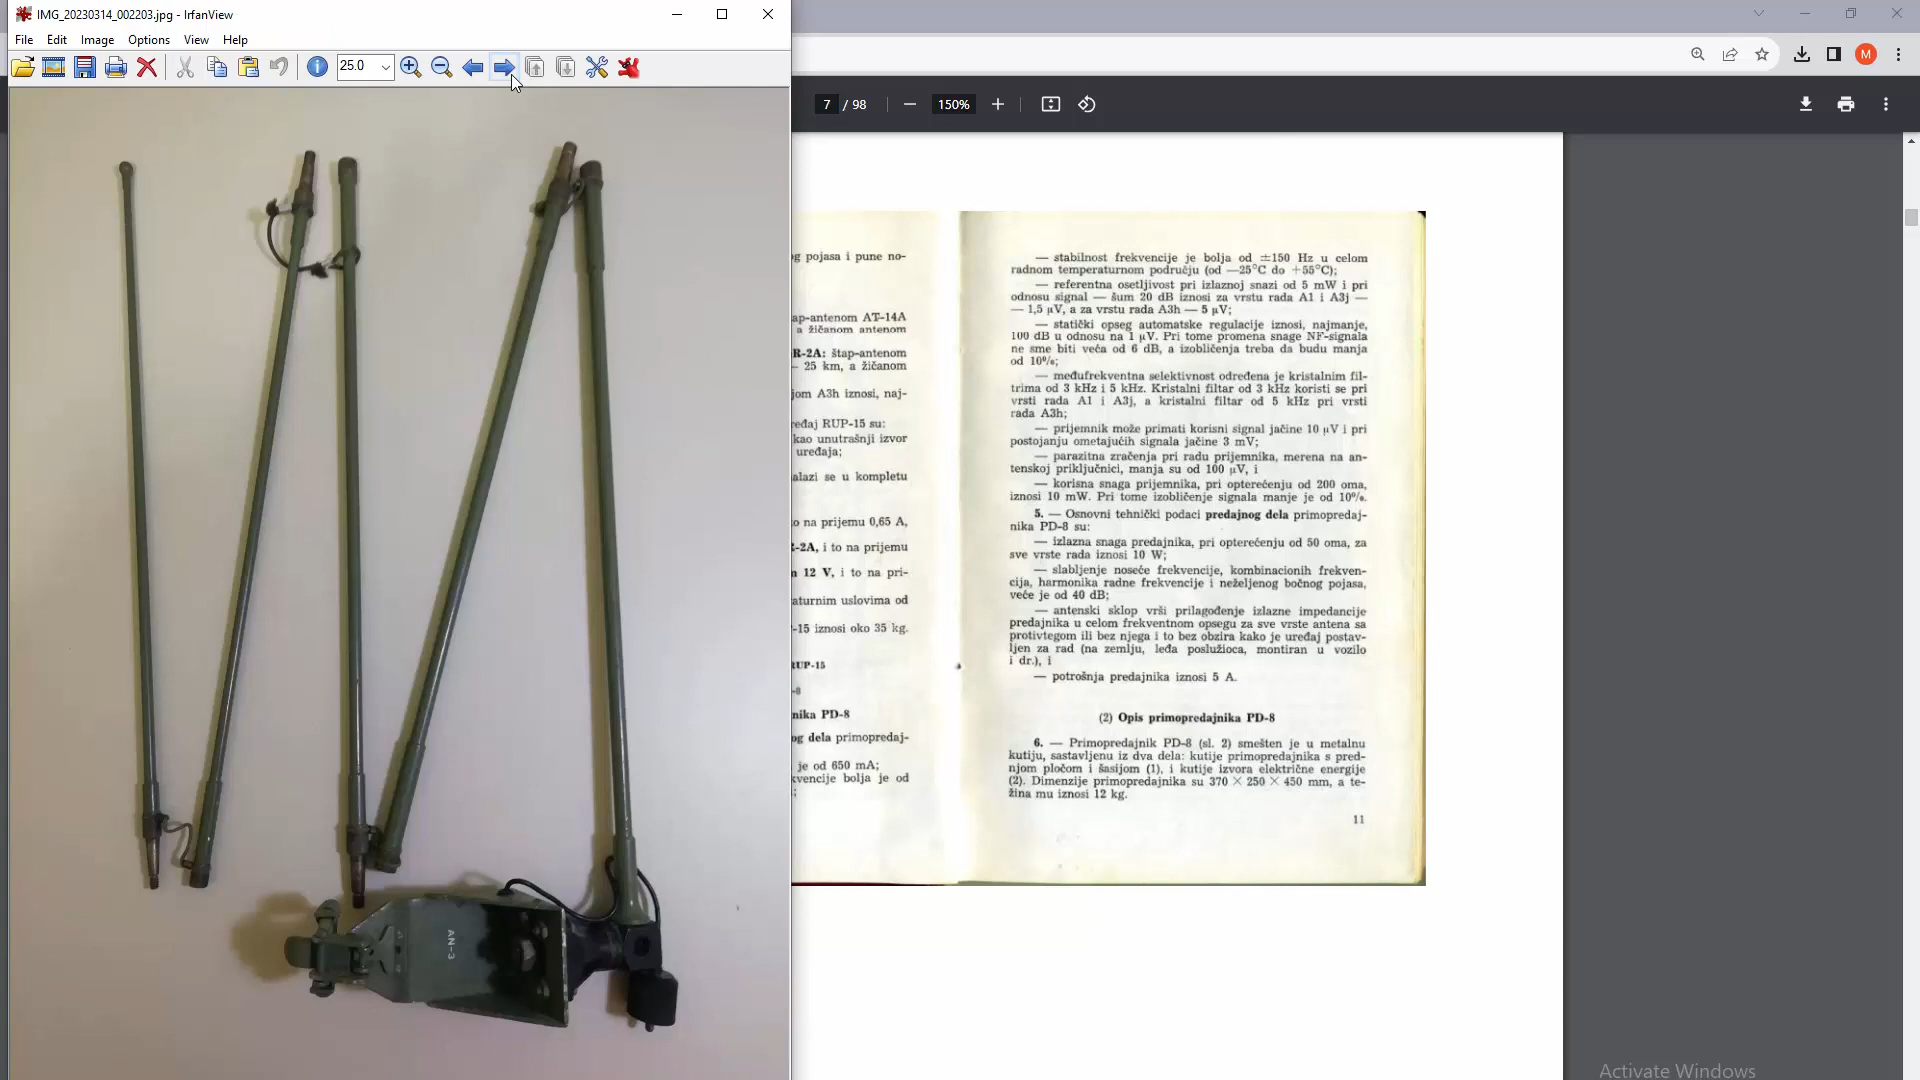 IMG_20230314_002203.jpg - IrfanView
File Edit Image Options View Help
25.0
M
7 / 98
150%
AN-3
g pojasa i pune no-
ap-antenom AT-14A
a žičanom antenom
R-2A: štap-antenom
- 25 km, a žičanom
jom A3h iznosi, naj-
eđaj RUP-15 su:
kao unutrašnji izvor
uređaja;
alazi se u kompletu
o na prijemu 0,65 A,
-2A, i to na prijemu
12 V, i to na pri-
aturnim uslovima od
-15 iznosi oko 35 kg.
RUP-15
-8
nika PD-8
og dela primopredaj-
je od 650 mA;
kvencije bolja je od
;
— stabilnost frekvencije je bolja od ±150 Hz u celom
radnom temperaturnom području (od —25°C do +55°C);
— referentna osetljivost pri izlaznoj snazi od 5 mW i pri
odnosu signal — šum 20 dB iznosi za vrstu rada A1 i A3j —
— 1,5 µV, a za vrstu rada A3h — 5 µV;
— statički opseg automatske regulacije iznosi, najmanje,
100 dB u odnosu na 1 µV. Pri tome promena snage NF-signala
ne sme biti veća od 6 dB, a izobličenja treba da budu manja
od 10%;
— međufrekventna selektivnost određena je kristalnim fil-
trima od 3 kHz i 5 kHz. Kristalni filtar od 3 kHz koristi se pri
vrsti rada A1 i A3j, a kristalni filtar od 5 kHz pri vrsti
rada A3h;
— prijemnik može primati korisni signal jačine 10 µV i pri
postojanju ometajućih signala jačine 3 mV;
— parazitna zračenja pri radu prijemnika, merena na an-
tenskoj priključnici, manja su od 100 µV, i
— korisna snaga prijemnika, pri opterećenju od 200 oma,
iznosi 10 mW. Pri tome izobličenje signala manje je od 10%.
5. — Osnovni tehnički podaci predajnog dela primopredaj-
nika PD-8 su:
— izlazna snaga predajnika, pri opterećenju od 50 oma, za
sve vrste rada iznosi 10 W;
— slabljenje noseće frekvencije, kombinacionih frekven-
cija, harmonika radne frekvencije i neželjenog bočnog pojasa,
veće je od 40 dB;
— antenski sklop vrši prilagođenje izlazne impedancije
predajnika u celom frekventnom opsegu za sve vrste antena sa
protivtegom ili bez njega i to bez obzira kako je uređaj postav-
ljen za rad (na zemlju, leđa poslužioca, montiran u vozilo
i dr.), i
— potrošnja predajnika iznosi 5 A.
(2) Opis primopredajnika PD-8
6. — Primopredajnik PD-8 (sl. 2) smešten je u metalnu
kutiju, sastavljenu iz dva dela: kutije primopredajnika s pred-
njom pločom i šasijom (1), i kutije izvora električne energije
(2). Dimenzije primopredajnika su 370 × 250 × 450 mm, a te-
žina mu iznosi 12 kg.
11
Activate Windows